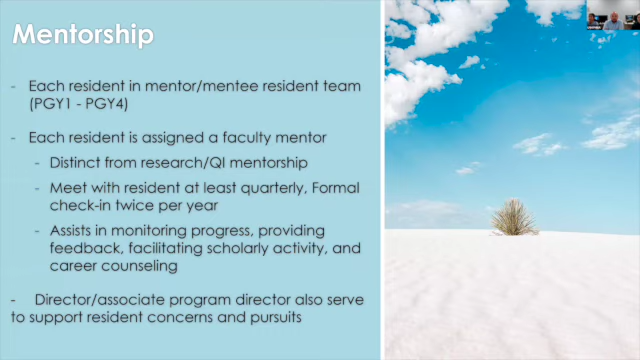 Mentorship
- Each resident in mentor/mentee resident team
(PGY1 - PGY4)
- Each resident is assigned a faculty mentor
- Distinct from research/QI mentorship
- Meet with resident at least quarterly, Formal
check-in twice per year
- Assists in monitoring progress, providing
feedback, facilitating scholarly activity, and
career counseling
- Director/associate program director also serve
to support resident concerns and pursuits